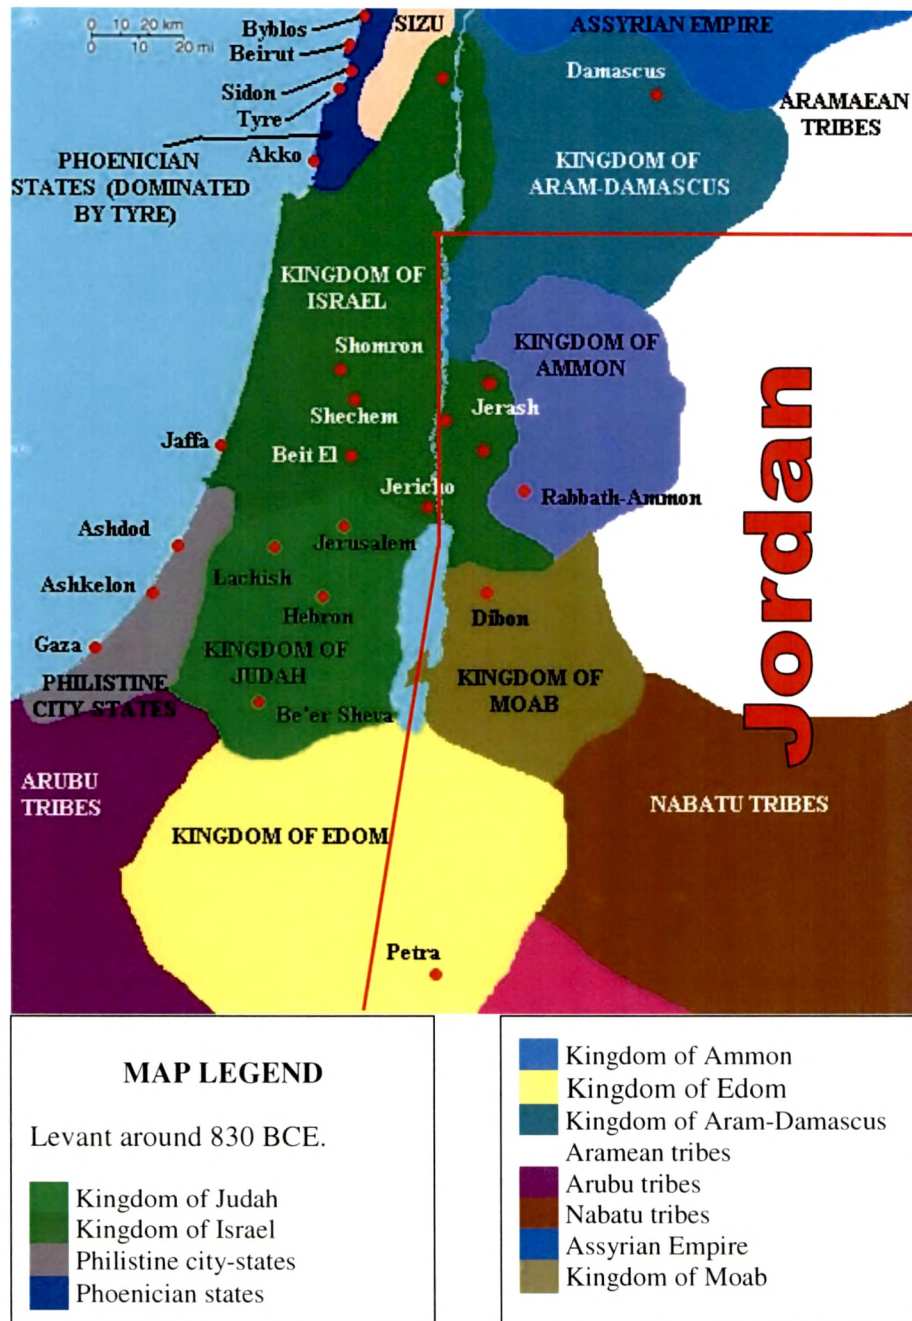 0 10 20 km
0 10 20 mi
Byblos
Beirut
Sidon
Tyre
Akko
PHOENICIAN
STATES (DOMINATED
BY TYRE)
SIZU
ASSYRIAN EMPIRE
Damascus
ARAMAEAN
TRIBES
KINGDOM OF
ARAM-DAMASCUS
KINGDOM OF
ISRAEL
Shomron
Shechem
Jaffa
Beit El
Jericho
KINGDOM OF
AMMON
Jerash
Rabbath-Ammon
Jordan
Ashdod
Ashkelon
Gaza
PHILISTINE
CITY-STATES
Jerusalem
Lachish
Hebron
KINGDOM OF
JUDAH
Be'er Sheva
Dibon
KINGDOM OF
MOAB
ARUBU
TRIBES
KINGDOM OF EDOM
NABATU TRIBES
Petra
MAP LEGEND
Levant around 830 BCE.
Kingdom of Judah
Kingdom of Israel
Philistine city-states
Phoenician states
Kingdom of Ammon
Kingdom of Edom
Kingdom of Aram-Damascus
Aramean tribes
Arubu tribes
Nabatu tribes
Assyrian Empire
Kingdom of Moab